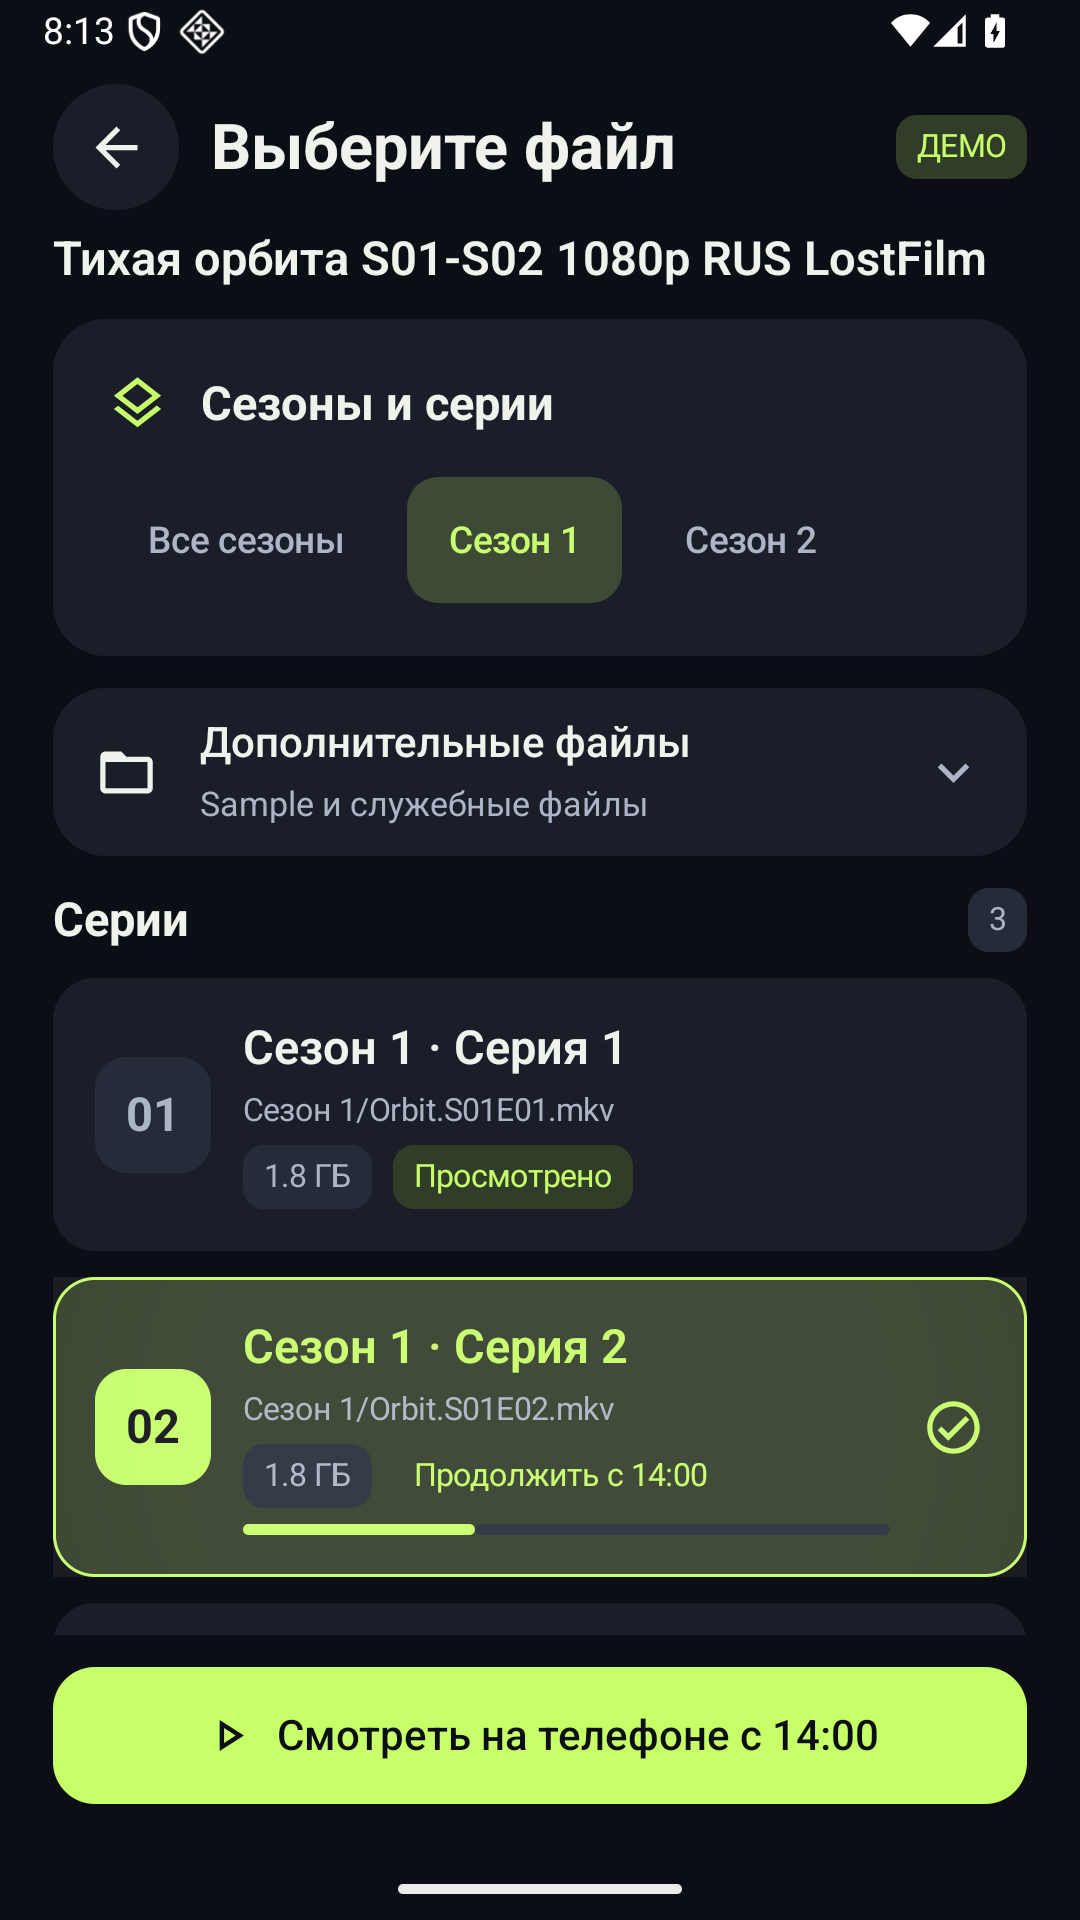 8:13
Выберите файл
ДЕМО
Тихая орбита S01-S02 1080p RUS LostFilm
Сезоны и серии
Все сезоны Сезон 1 Сезон 2
Дополнительные файлы
Sample и служебные файлы
Серии
3
Сезон 1 · Серия 1
01
Сезон 1/Orbit.S01E01.mkv
1.8 ГБ Просмотрено
Сезон 1 · Серия 2
02
Сезон 1/Orbit.S01E02.mkv
1.8 ГБ Продолжить с 14:00
Смотреть на телефоне с 14:00